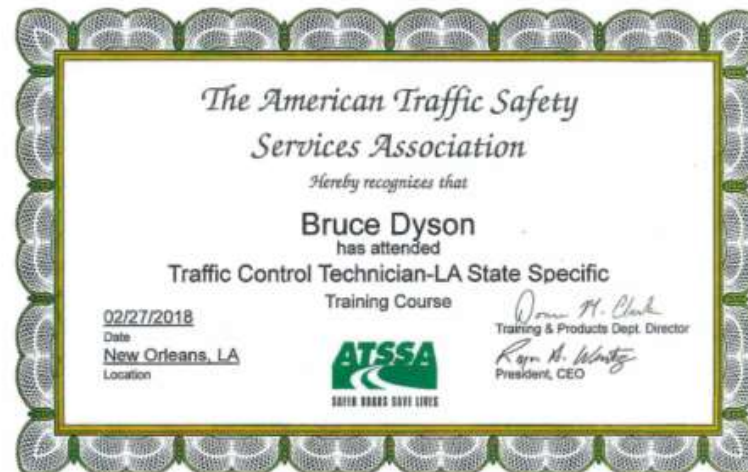 The American Traffic Safety
Services Association
Hereby recognizes that
Bruce Dyson
has attended
Traffic Control Technician-LA State Specific
Training Course
02/27/2018
Date
New Orleans, LA
Location
ATSSA
SAFER ROADS SAVE LIVES
Donna M. Clark
Training & Products Dept. Director
President, CEO